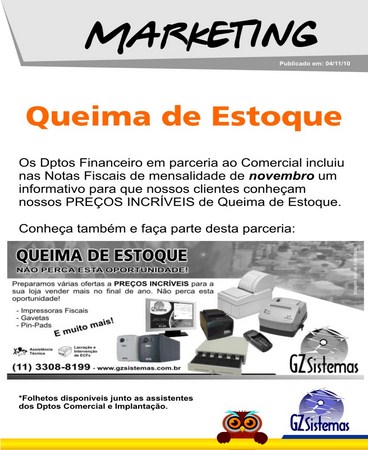 MARKETING
Publicado em: 04/11/10
Queima de Estoque
Os Dptos Financeiro em parceria ao Comercial incluiu
nas Notas Fiscais de mensalidade de novembro um
informativo para que nossos clientes conheçam
nossos PREÇOS INCRÍVEIS de Queima de Estoque.
Conheça também e faça parte desta parceria:
QUEIMA DE ESTOQUE
NÃO PERCA ESTA OPORTUNIDADE!
Preparamos várias ofertas a PREÇOS INCRÍVEIS para a
sua loja vender mais no final de ano. Não perca esta
oportunidade!
- Impressoras Fiscais
- Gavetas
- Pin-Pads
E muito mais!
Assistência
Técnica
Lacração e
Intervenção
de ECFs
(11) 3308-8199 - www.gzsistemas.com.br
GZ Sistemas
*Folhetos disponiveis junto as assistentes
dos Dptos Comercial e Implantação.
GZ Sistemas